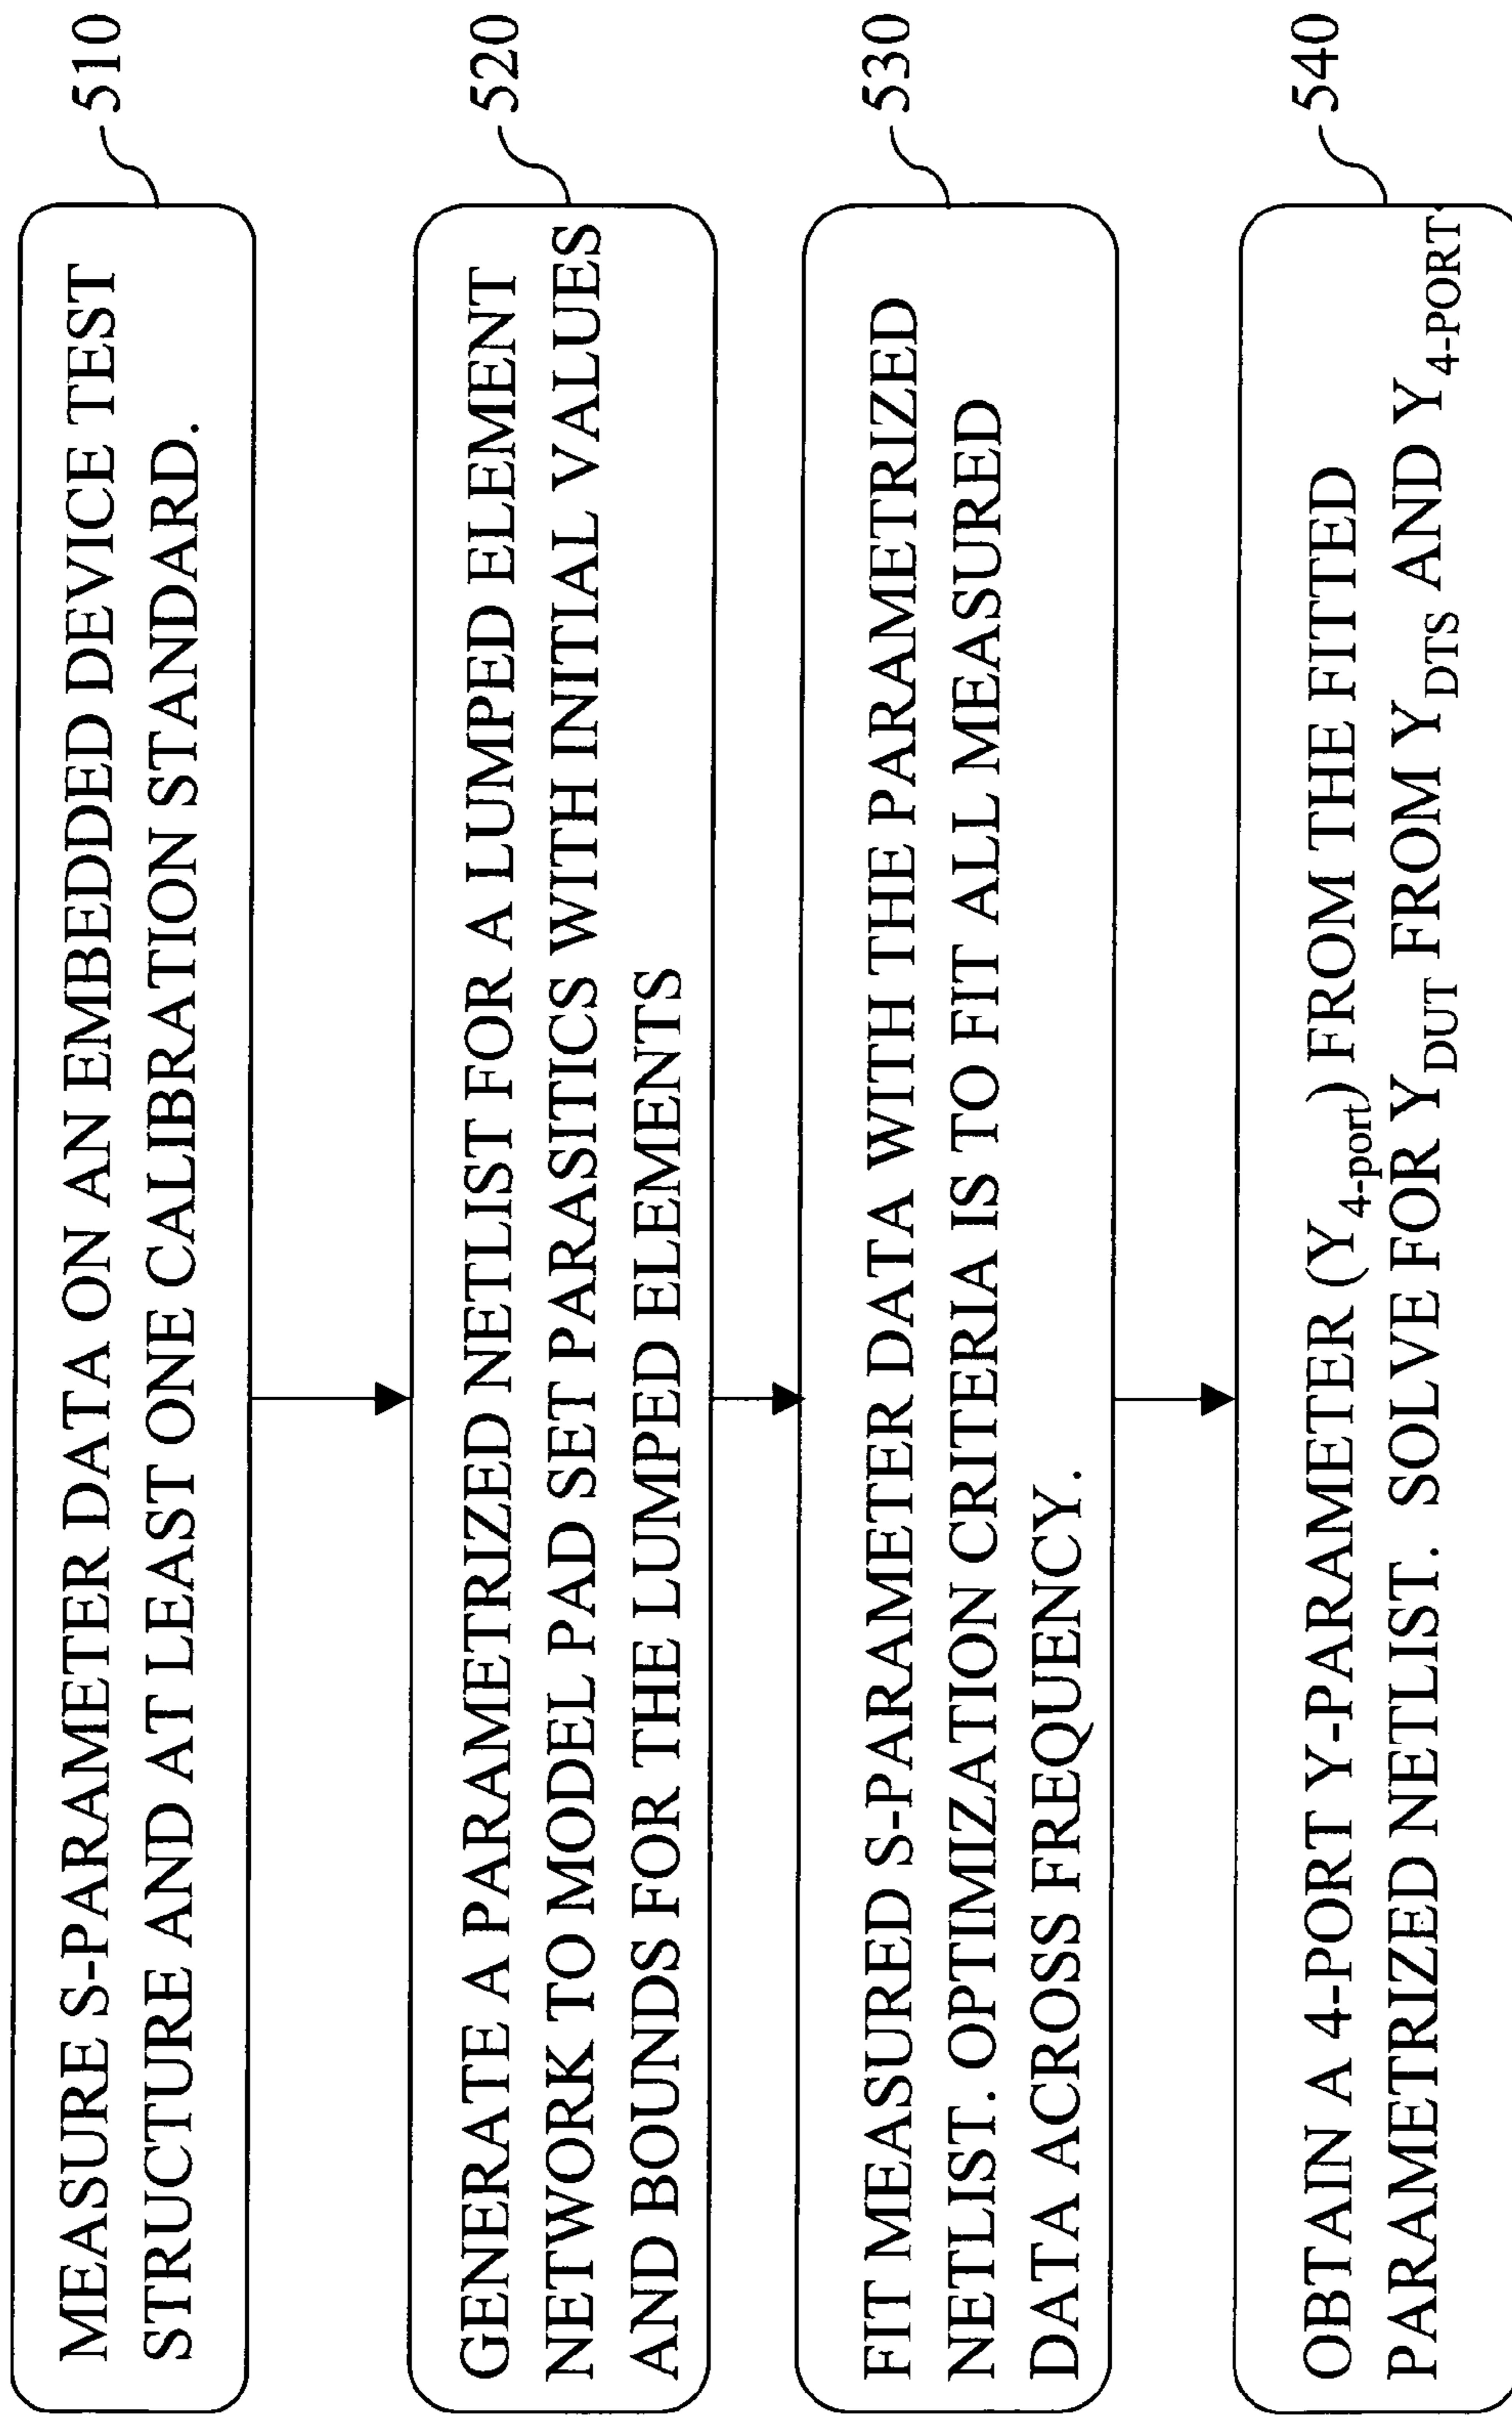 MEASURE S-PARAMETER DATA ON AN EMBEDDED DEVICE TEST
STRUCTURE AND AT LEAST ONE CALIBRATION STANDARD.
510
GENERATE A PARAMETRIZED NETLIST FOR A LUMPED ELEMENT
NETWORK TO MODEL PAD SET PARASITICS WITH INITIAL VALUES
AND BOUNDS FOR THE LUMPED ELEMENTS
520
FIT MEASURED S-PARAMETER DATA WITH THE PARAMETRIZED
NETLIST. OPTIMIZATION CRITERIA IS TO FIT ALL MEASURED
DATA ACROSS FREQUENCY.
530
OBTAIN A 4-PORT Y-PARAMETER (Y4-port) FROM THE FITTED
PARAMETRIZED NETLIST. SOLVE FOR YDUT FROM YDTS AND Y4-PORT.
540